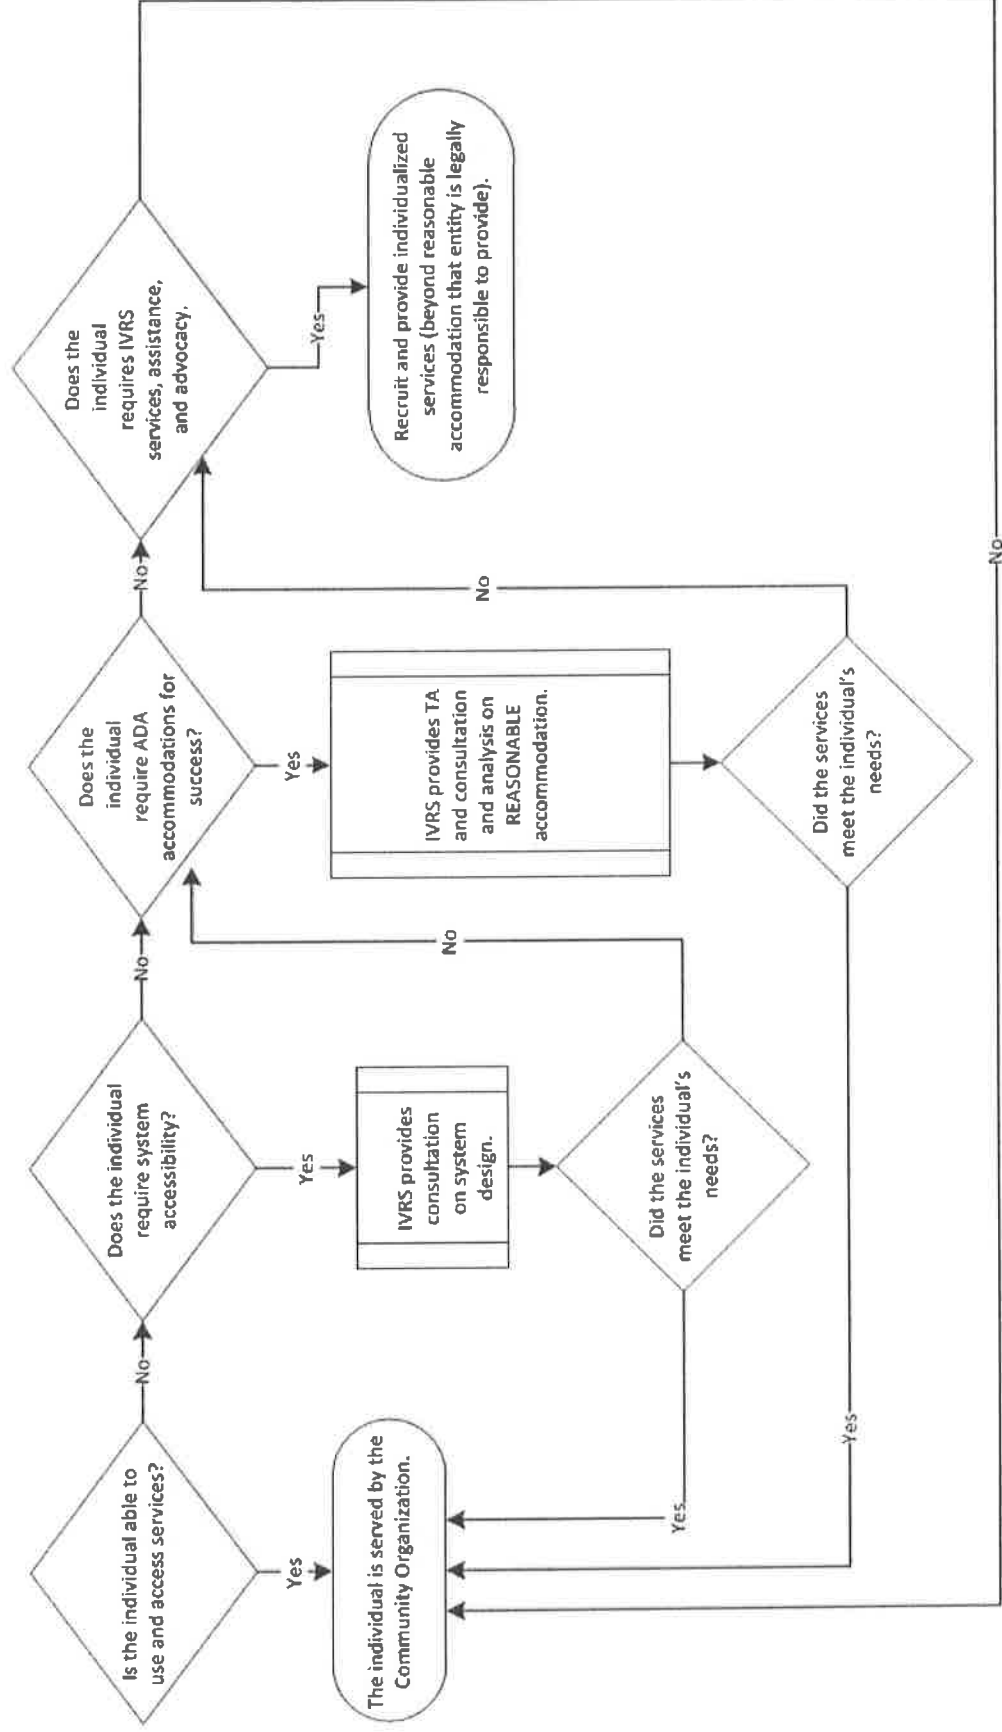 Is the individual able to
use and access services?
No
Yes
The individual is served by the
Community Organization.
Does the individual
require system
accessibility?
No
Yes
IVRS provides
consultation
on system
design.
Did the services
meet the individual's
needs?
Yes
No
Does the
individual
require ADA
accommodations for
success?
No
Yes
IVRS provides TA
and consultation
and analysis on
REASONABLE
accommodation.
Did the services
meet the individual's
needs?
Yes
No
Does the
individual
requires IVRS
services, assistance,
and advocacy.
Yes
Recruit and provide individualized
services (beyond reasonable
accommodation that entity is legally
responsible to provide).
No